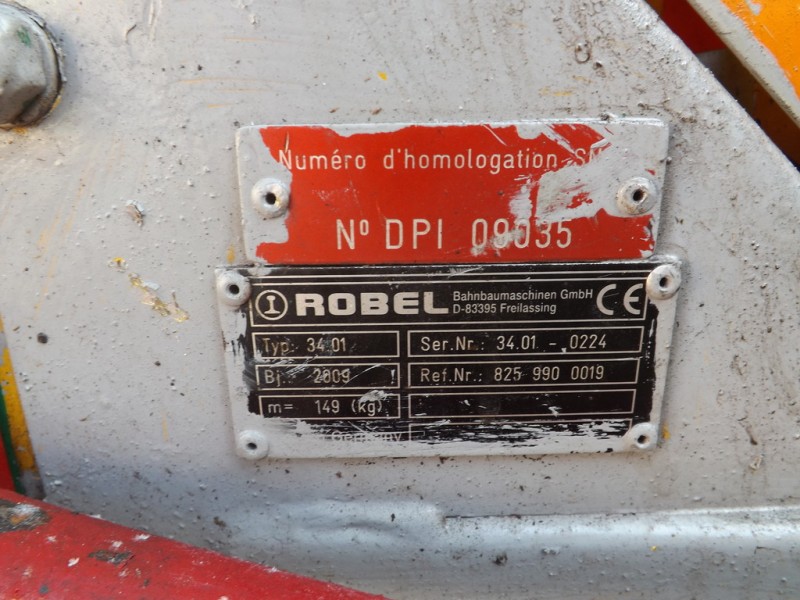 Numéro d'homologation
Nº DPI 09035
ROBEL Bahnbaumaschinen GmbH
D-83395 Freilassing CE
Typ: 34.01
Ser.Nr.: 34.01 - 0224
Bj.: 2009
Ref.Nr.: 825 990 0019
m= 149 (kg)
Germany